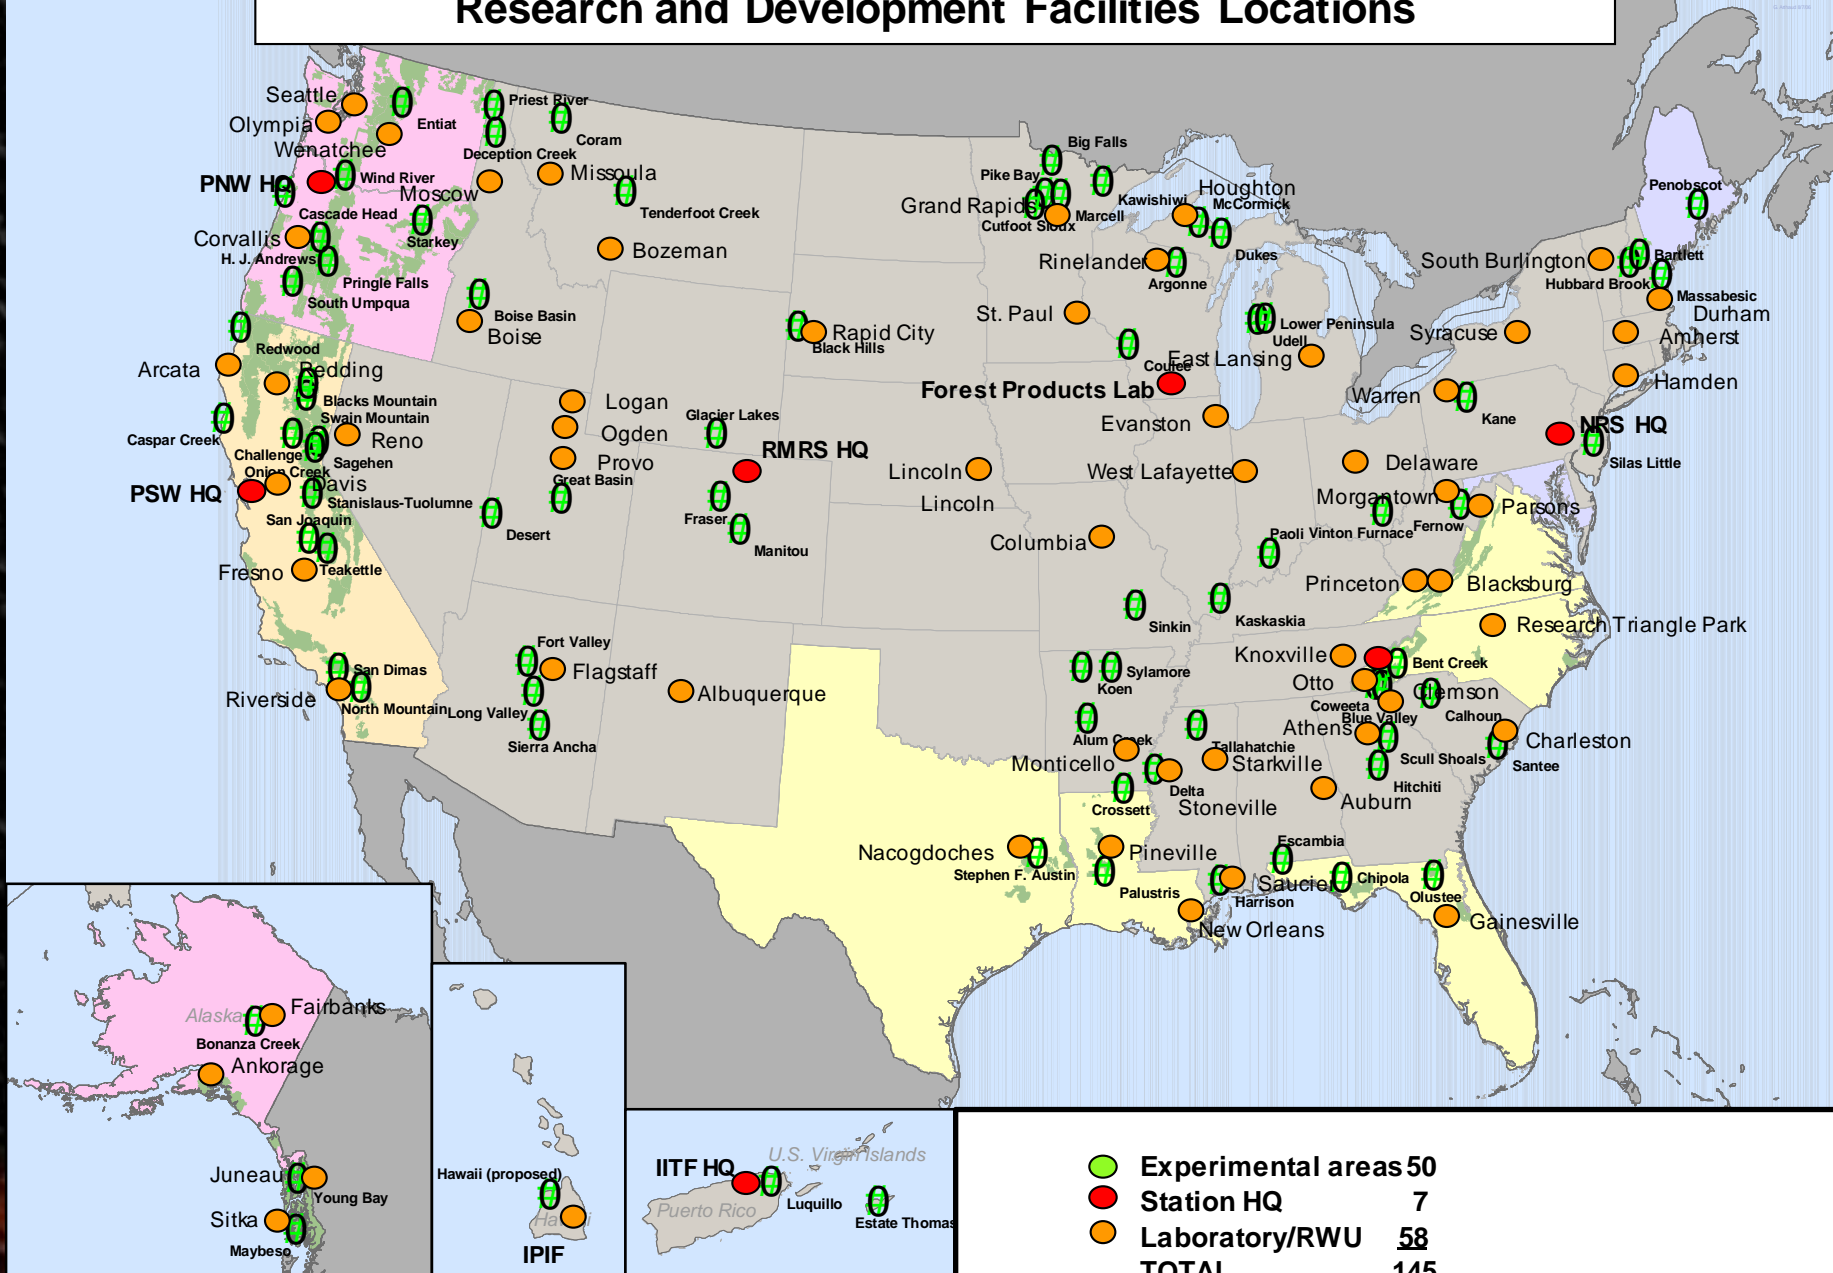 Research and Development Facilities Locations
Seattle
Olympia
Entiat
Wenatchee
Priest River
Coram
Deception Creek
PNW HQ
Wind River
Moscow
Missoula
Tenderfoot Creek
Cascade Head
Starkey
Corvallis
H. J. Andrews
Bozeman
Pringle Falls
South Umpqua
Boise Basin
Boise
Rapid City
Black Hills
Redwood
Arcata
Redding
Blacks Mountain
Swain Mountain
Caspar Creek
Reno
Challenge
Sagehen
Onion Creek
Davis
PSW HQ
Stanislaus-Tuolumne
San Joaquin
Teakettle
Fresno
San Dimas
Riverside
North Mountain
Logan
Ogden
Provo
Great Basin
Desert
Glacier Lakes
RMRS HQ
Fraser
Manitou
Fort Valley
Flagstaff
Long Valley
Sierra Ancha
Albuquerque
Big Falls
Pike Bay
Kawishiwi
Grand Rapids
Marcell
Cutfoot Sioux
Houghton
McCormick
Dukes
Rinelander
Argonne
St. Paul
Lower Peninsula
Udell
Coulee
East Lansing
Forest Products Lab
Evanston
Lincoln
Lincoln
West Lafayette
Columbia
Delaware
Morgantown
Parsons
Fernow
Paoli
Vinton Furnace
Princeton
Blacksburg
Sinkin
Kaskaskia
Research Triangle Park
Penobscot
South Burlington
Bartlett
Hubbard Brook
Massabesic
Durham
Syracuse
Amherst
Hamden
Warren
Kane
NRS HQ
Silas Little
Koen
Sylamore
Knoxville
Bent Creek
Otto
Coweeta
Clemson
Blue Valley
Calhoun
Athens
Scull Shoals
Charleston
Santee
Hitchiti
Alum Creek
Tallahatchie
Monticello
Starkville
Delta
Crossett
Stoneville
Auburn
Nacogdoches
Stephen F. Austin
Pineville
Palustris
Escambia
Saucier
Harrison
New Orleans
Chipola
Olustee
Gainesville
Alaska
Fairbanks
Bonanza Creek
Ankorage
Juneau
Young Bay
Sitka
Maybeso
Hawaii (proposed)
IPIF
IITF HQ
U.S. Virgin Islands
Puerto Rico
Luquillo
Estate Thomas
Experimental areas 50
Station HQ 7
Laboratory/RWU 58
TOTAL 145